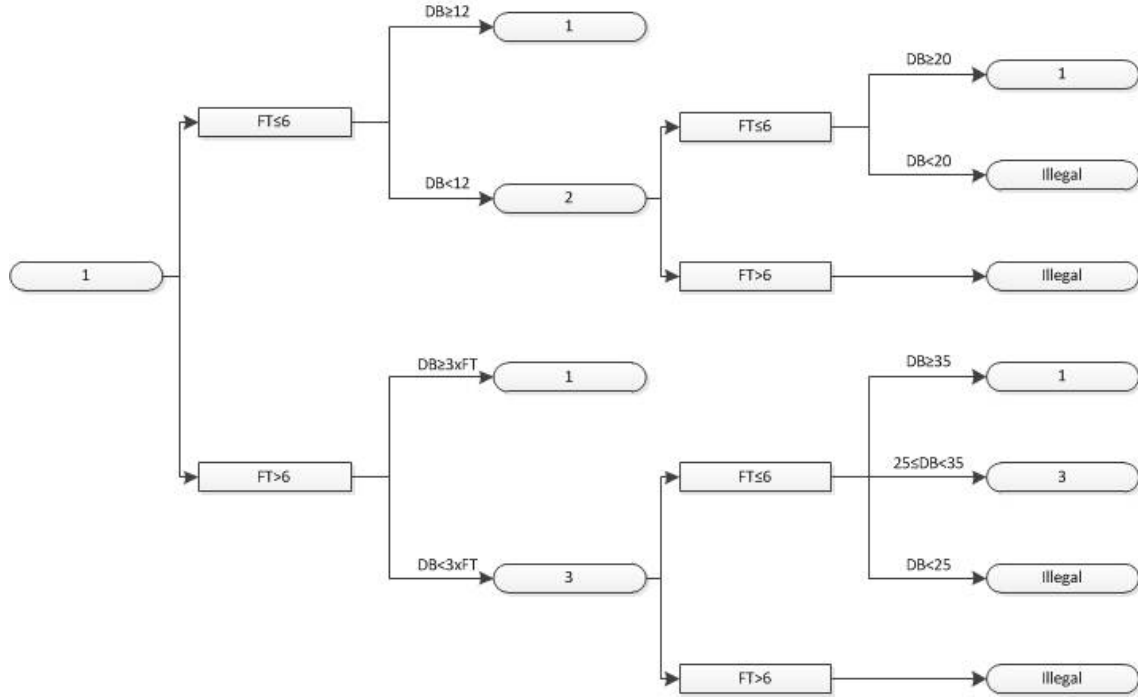 DB≥12
1
DB≥20
1
FT≤6
FT≤6
DB<20
Illegal
DB<12
2
1
FT>6
Illegal
DB≥3xFT
1
DB≥35
1
FT>6
FT≤6
25≤DB<35
3
DB<3xFT
3
DB<25
Illegal
FT>6
Illegal